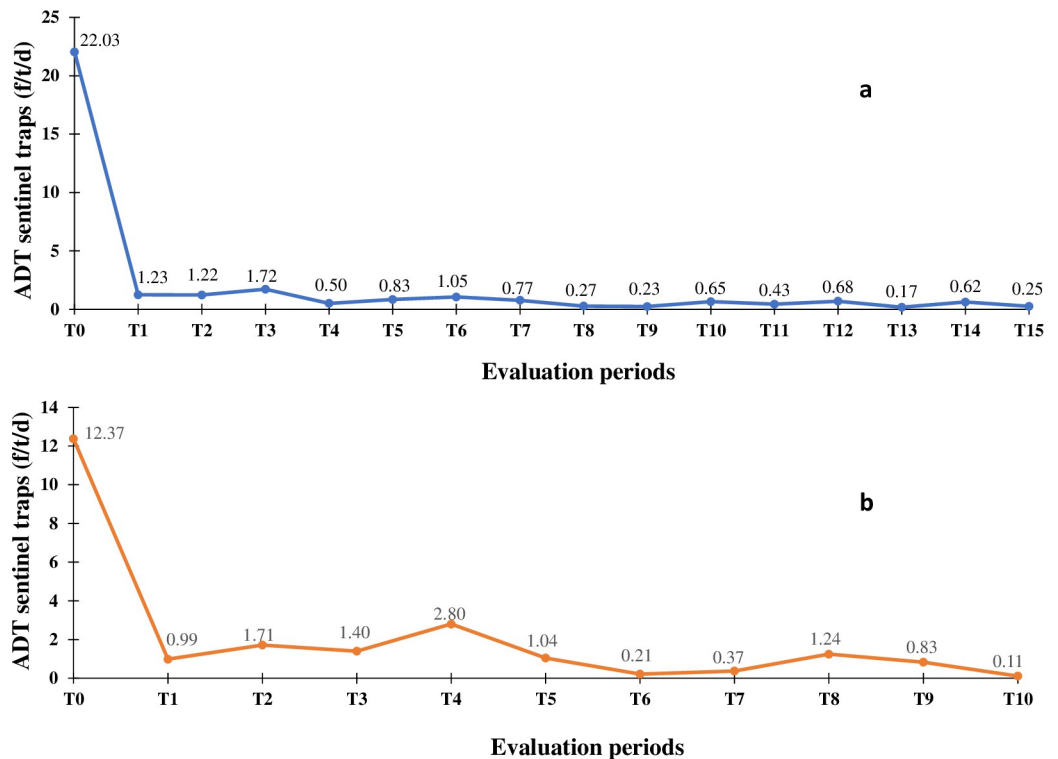 ADT sentinel traps (f/t/d)
25
20
15
10
5
0
22.03
1.23 1.22 1.72 0.50 0.83 1.05 0.77 0.27 0.23 0.65 0.43 0.68 0.17 0.62 0.25
a
T0 T1 T2 T3 T4 T5 T6 T7 T8 T9 T10 T11 T12 T13 T14 T15
Evaluation periods
ADT sentinel traps (f/t/d)
14
12
10
8
6
4
2
0
12.37
0.99 1.71 1.40 2.80 1.04 0.21 0.37 1.24 0.83 0.11
b
T0 T1 T2 T3 T4 T5 T6 T7 T8 T9 T10
Evaluation periods